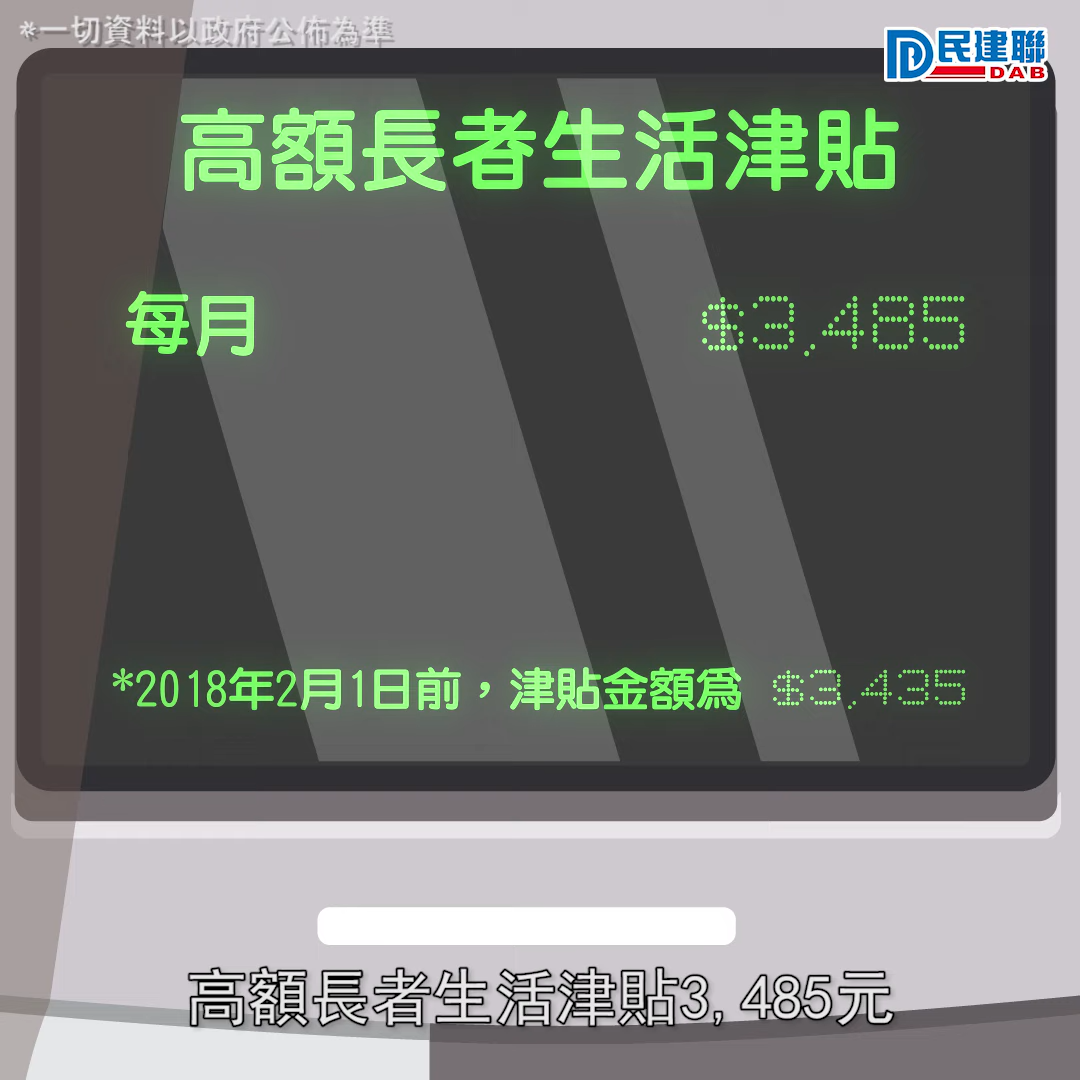 *一切資料以政府公佈為準
民建聯
DAB
高額長者生活津貼
每月 $3,485
*2018年2月1日前，津貼金額為 $3,435
高額長者生活津貼3,485元